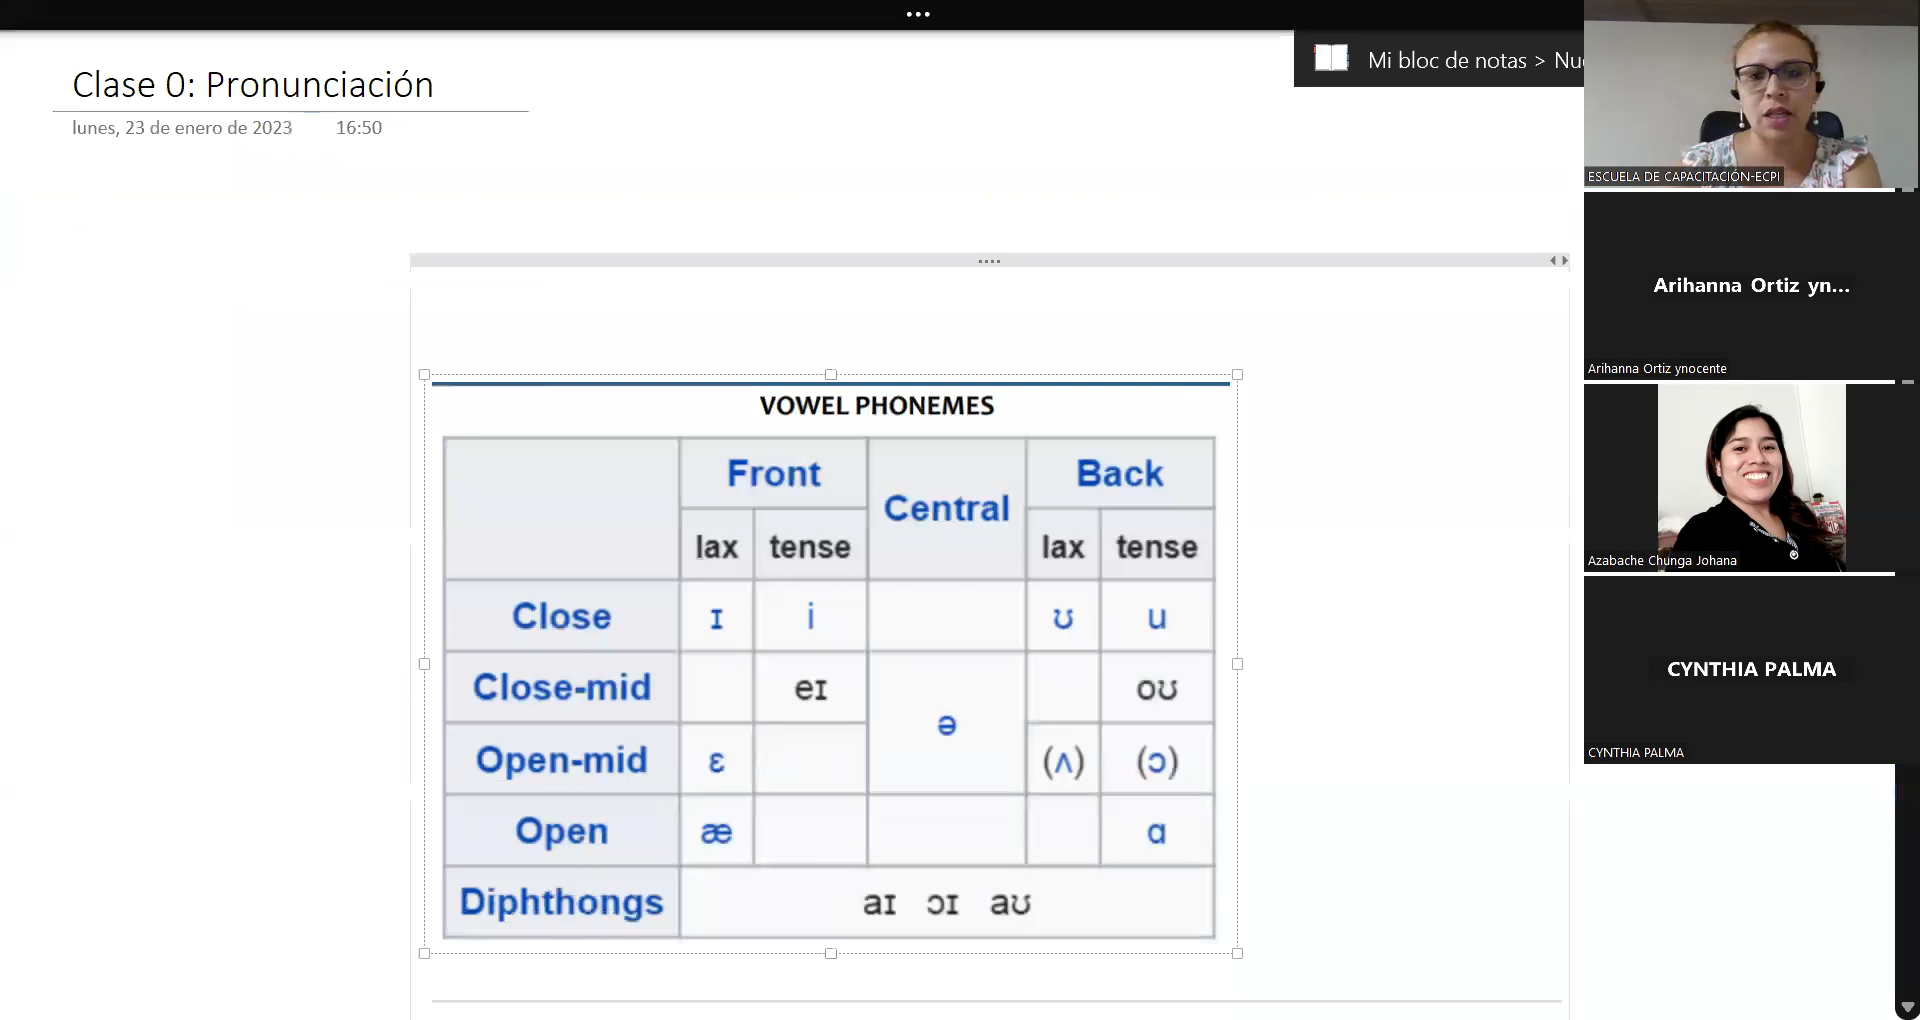 Mi bloc de notas > Nu
Clase 0: Pronunciación
lunes, 23 de enero de 2023 16:50
VOWEL PHONEMES
Front Central Back
lax tense lax tense
Close ɪ i ʊ u
Close-mid eɪ ə oʊ
Open-mid ɛ (ʌ) (ɔ)
Open æ ɑ
Diphthongs aɪ ɔɪ aʊ
ESCUELA DE CAPACITACIÓN-ECPI
Arihanna Ortiz yn...
Arihanna Ortiz ynocente
Azabache Chunga Johana
CYNTHIA PALMA
CYNTHIA PALMA